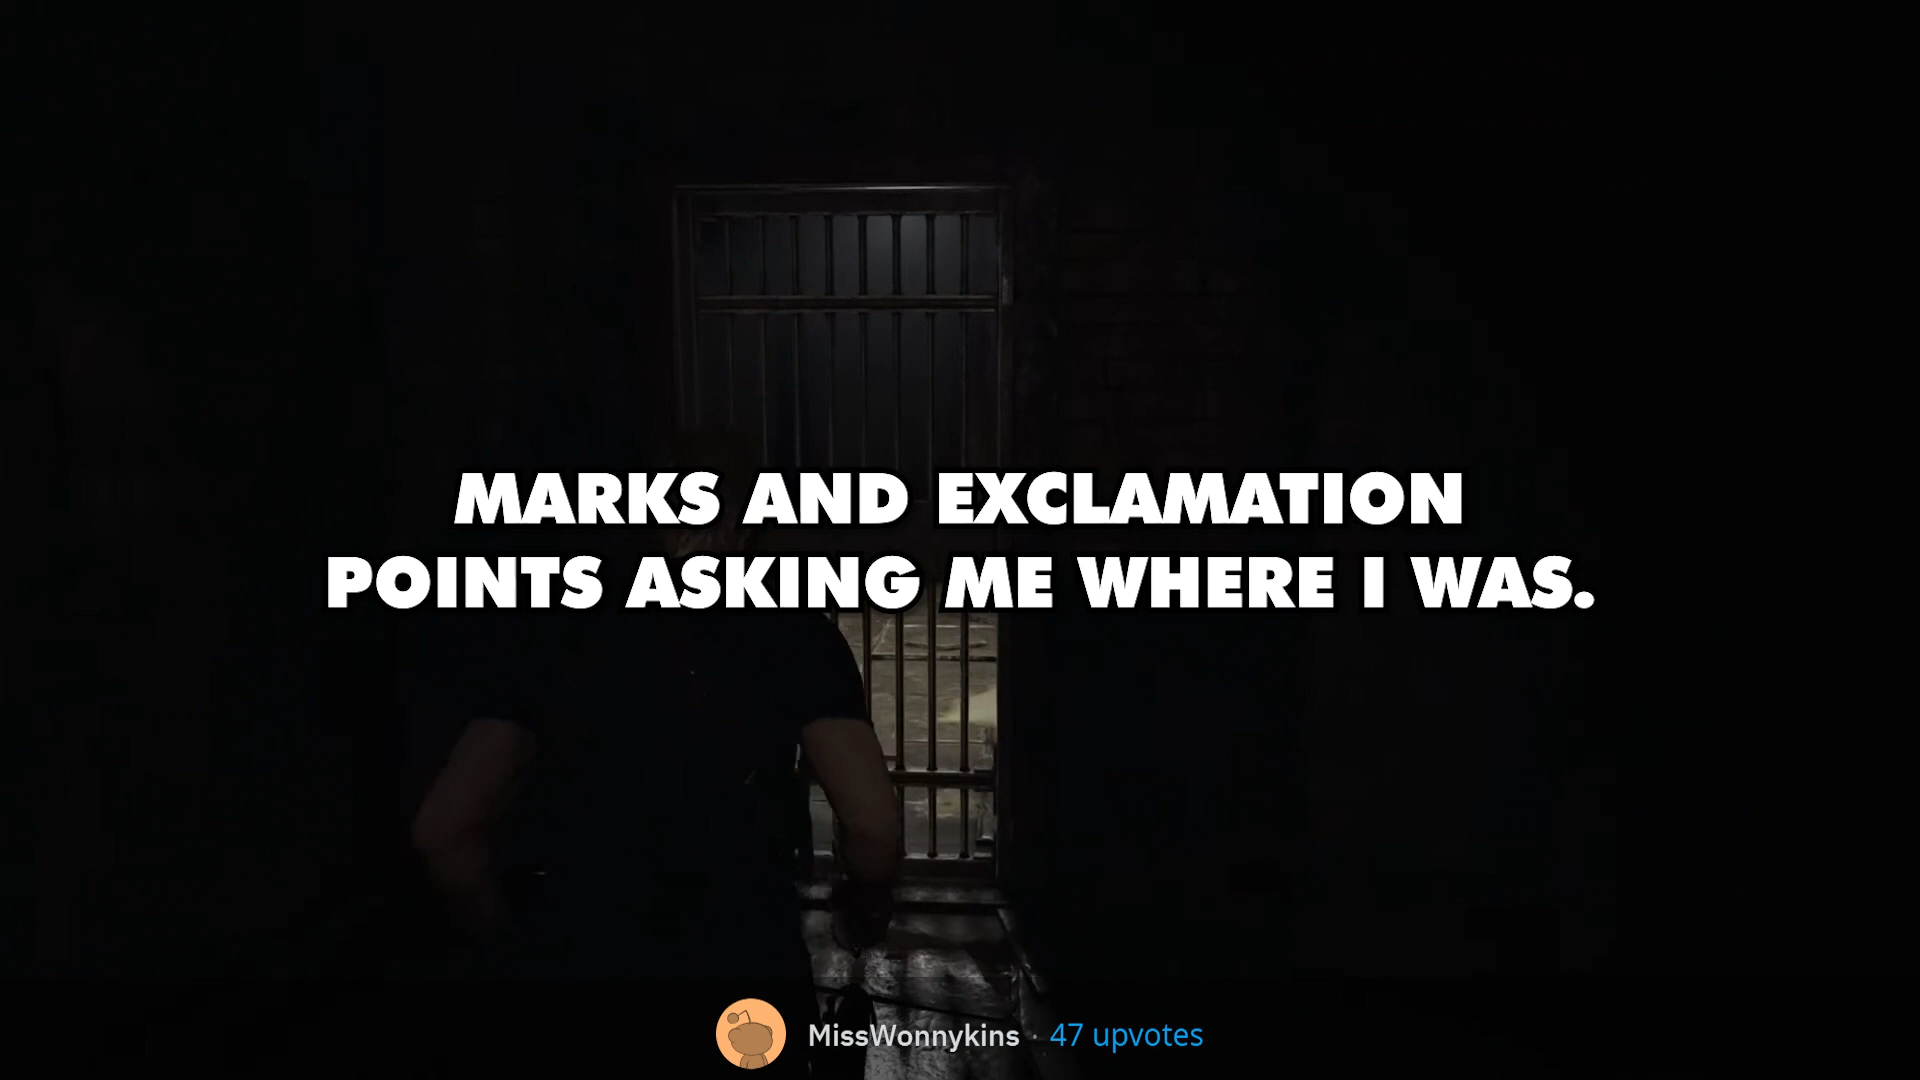 MARKS AND EXCLAMATION
POINTS ASKING ME WHERE I WAS.
MissWonnykins · 47 upvotes